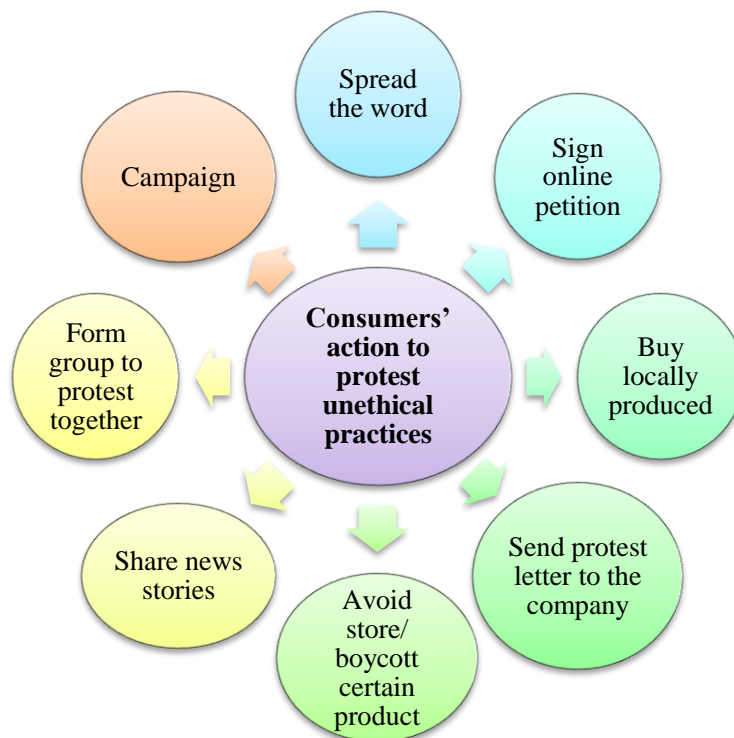 Spread
the word
Sign
online
petition
Buy
locally
produced
Send protest
letter to the
company
Avoid
store/
boycott
certain
product
Share news
stories
Form
group to
protest
together
Campaign
Consumers’
action to
protest
unethical
practices